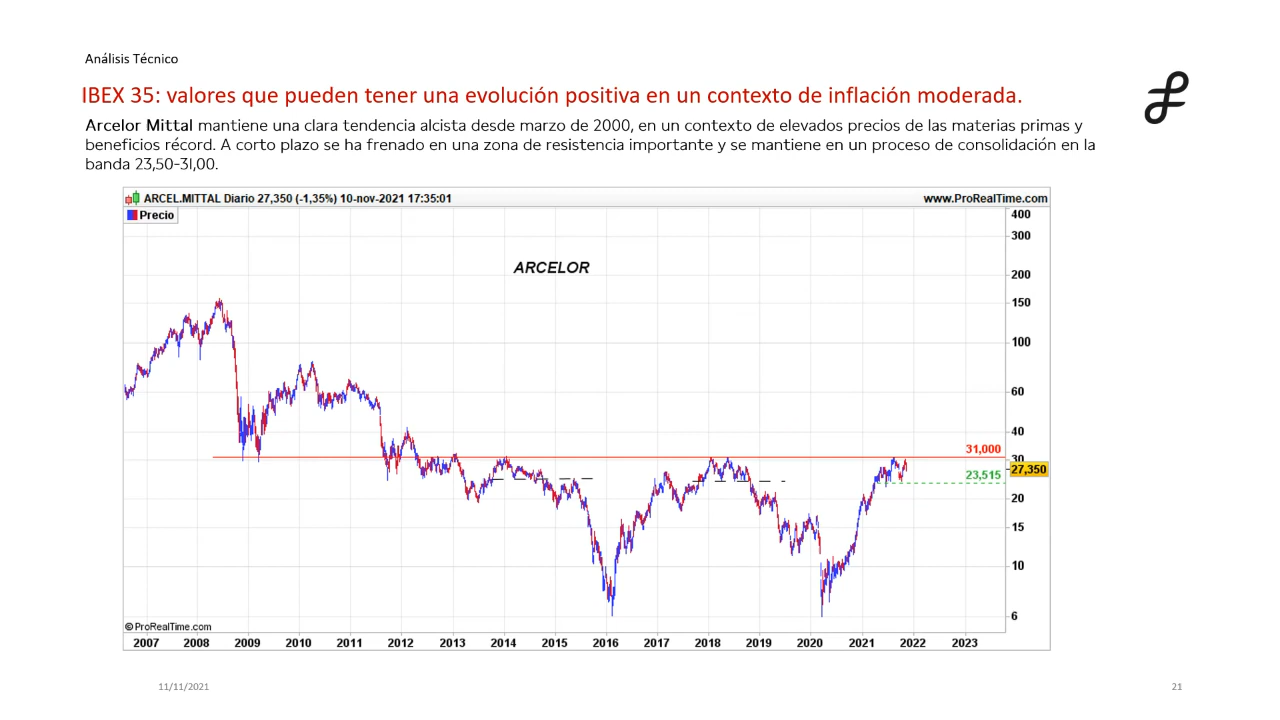 Análisis Técnico
IBEX 35: valores que pueden tener una evolución positiva en un contexto de inflación moderada.
Arcelor Mittal mantiene una clara tendencia alcista desde marzo de 2000, en un contexto de elevados precios de las materias primas y
beneficios récord. A corto plazo se ha frenado en una zona de resistencia importante y se mantiene en un proceso de consolidación en la
banda 23,50-31,00.
ARCEL.MITTAL Diario 27,350 (-1,35%) 10-nov-2021 17:35:01 www.ProRealTime.com
Precio
ARCELOR
400
300
200
150
100
60
40
31,000
30
27,350
23,515
20
15
10
6
© ProRealTime.com
2007 2008 2009 2010 2011 2012 2013 2014 2015 2016 2017 2018 2019 2020 2021 2022 2023
11/11/2021 21